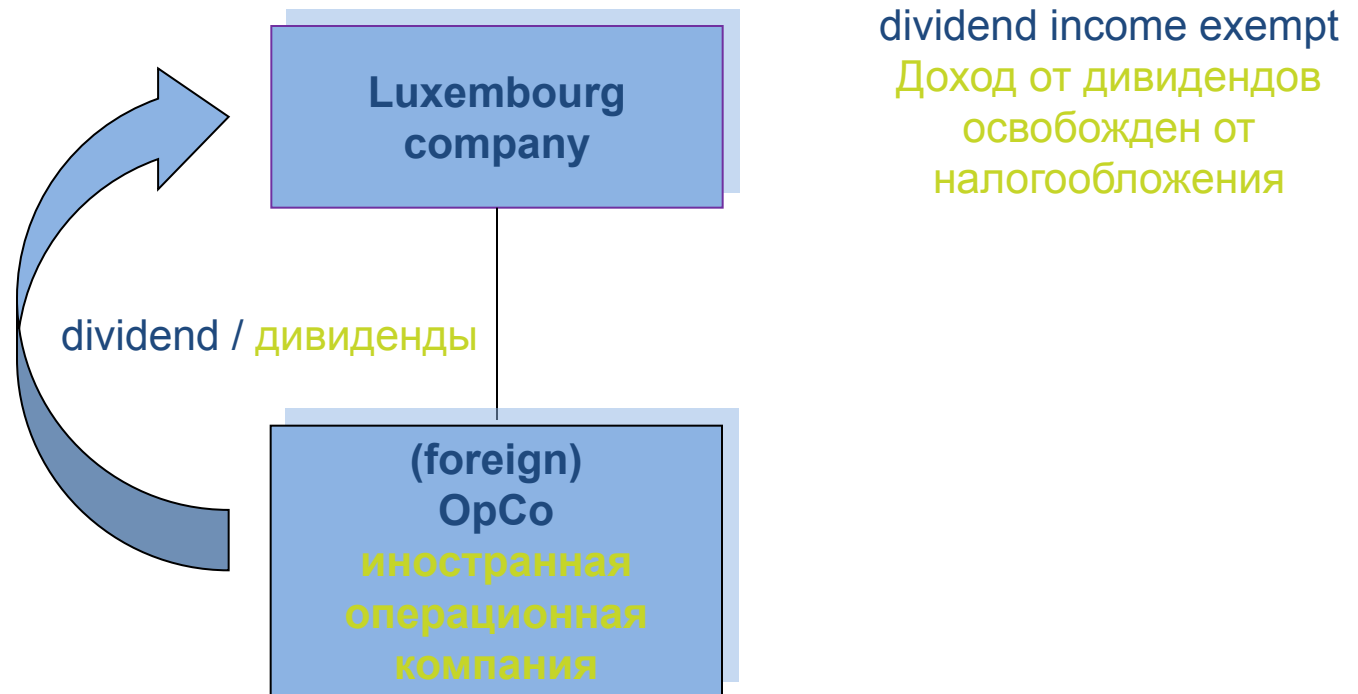 dividend income exempt
Доход от дивидендов
освобожден от
налогообложения
Luxembourg
company
dividend / дивиденды
(foreign)
OpCo
иностранная
операционная
компания